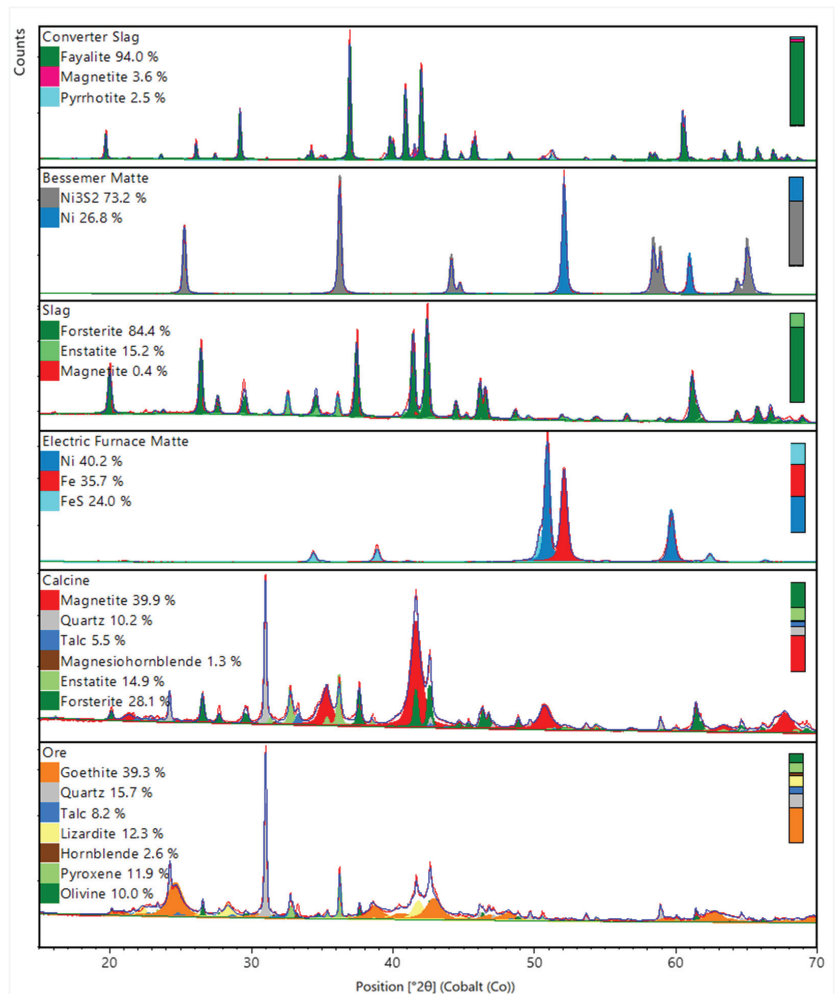 Counts
Converter Slag
Fayalite 94.0 %
Magnetite 3.6 %
Pyrrhotite 2.5 %
Bessemer Matte
Ni3S2 73.2 %
Ni 26.8 %
Slag
Forsterite 84.4 %
Enstatite 15.2 %
Magnetite 0.4 %
Electric Furnace Matte
Ni 40.2 %
Fe 35.7 %
FeS 24.0 %
Calcine
Magnetite 39.9 %
Quartz 10.2 %
Talc 5.5 %
Magnesiohornblende 1.3 %
Enstatite 14.9 %
Forsterite 28.1 %
Ore
Goethite 39.3 %
Quartz 15.7 %
Talc 8.2 %
Lizardite 12.3 %
Hornblende 2.6 %
Pyroxene 11.9 %
Olivine 10.0 %
20 30 40 50 60 70
Position [°2θ] (Cobalt (Co))